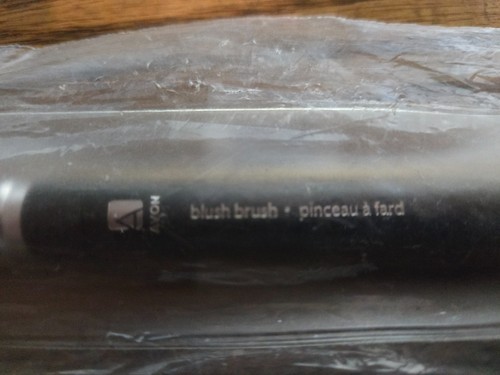 A
AVON
blush brush • pinceau à fard